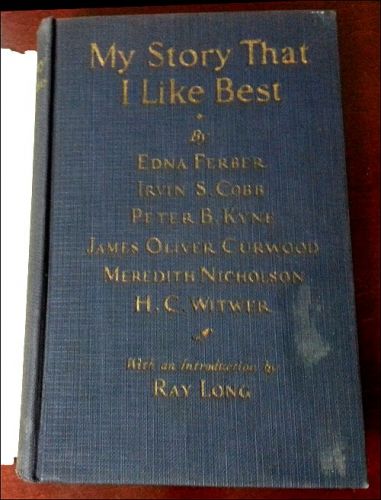 My Story That
I Like Best
By
EDNA FERBER
IRVIN S. COBB
PETER B. KYNE
JAMES OLIVER CURWOOD
MEREDITH NICHOLSON
H. C. WITWER
With an introduction by
RAY LONG